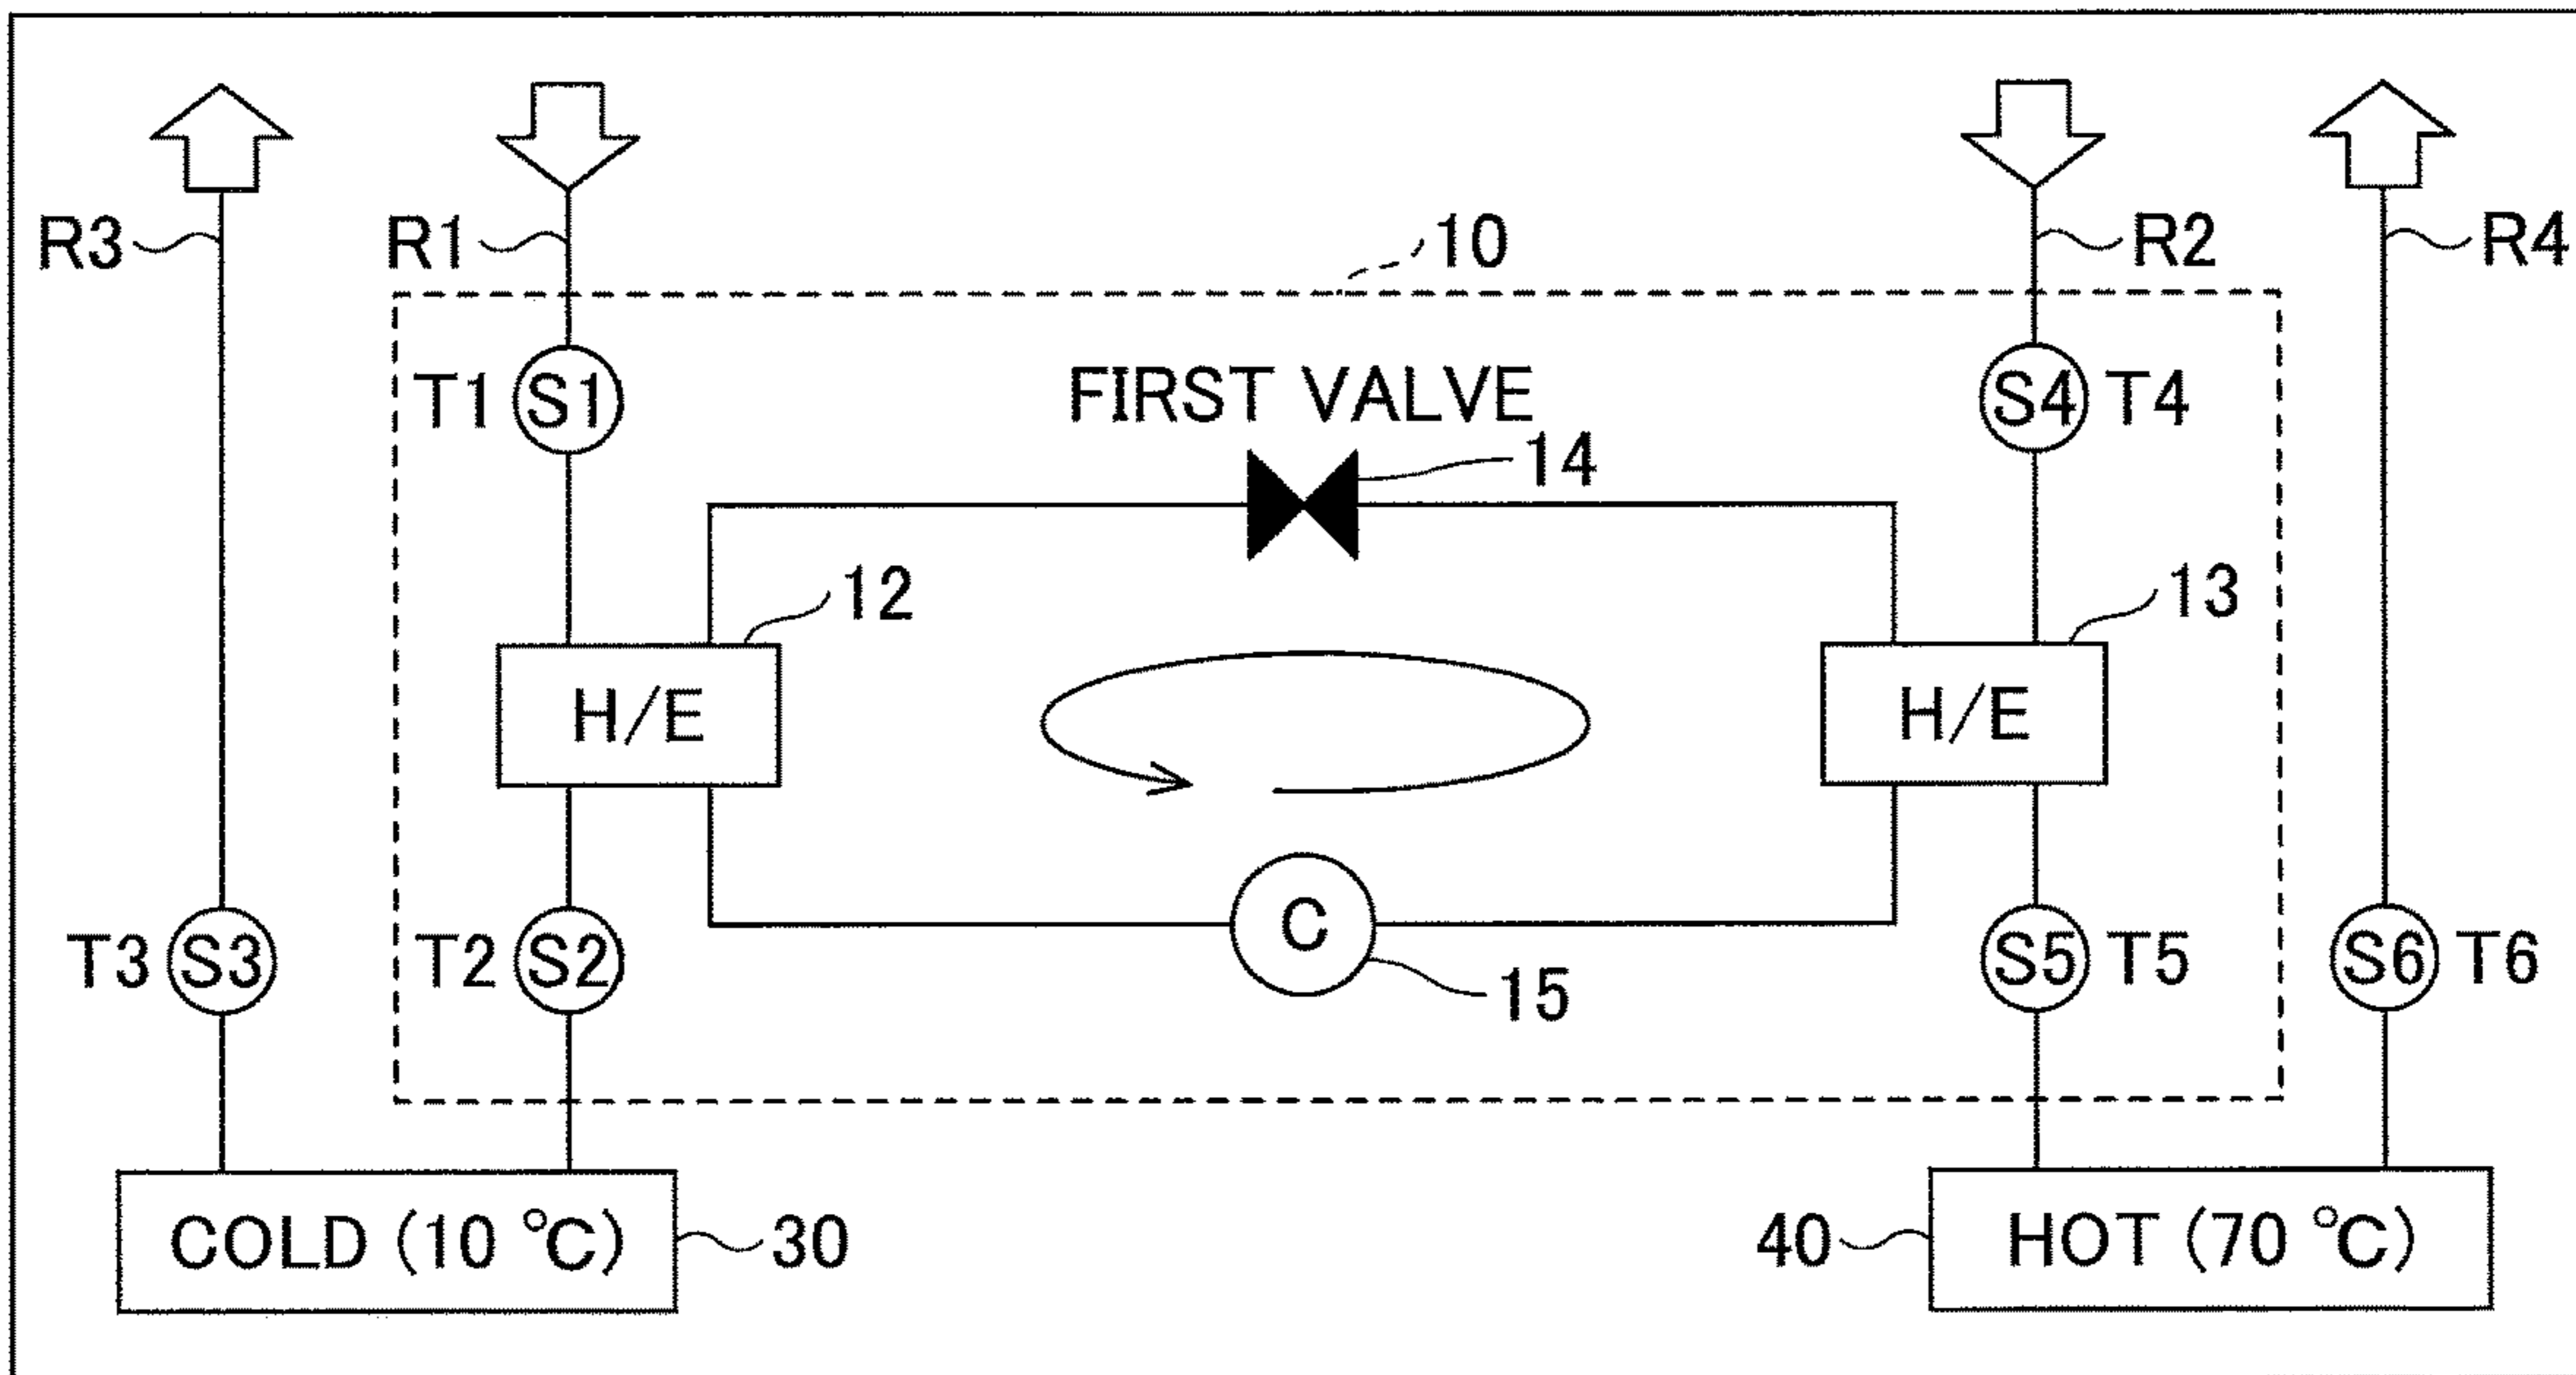 R3
R1
10
R2
R4
T1
S1
FIRST VALVE
S4
T4
14
12
13
H/E
H/E
T3
S3
T2
S2
C
15
S5
T5
S6
T6
COLD (10 ℃)
30
40
HOT (70 ℃)